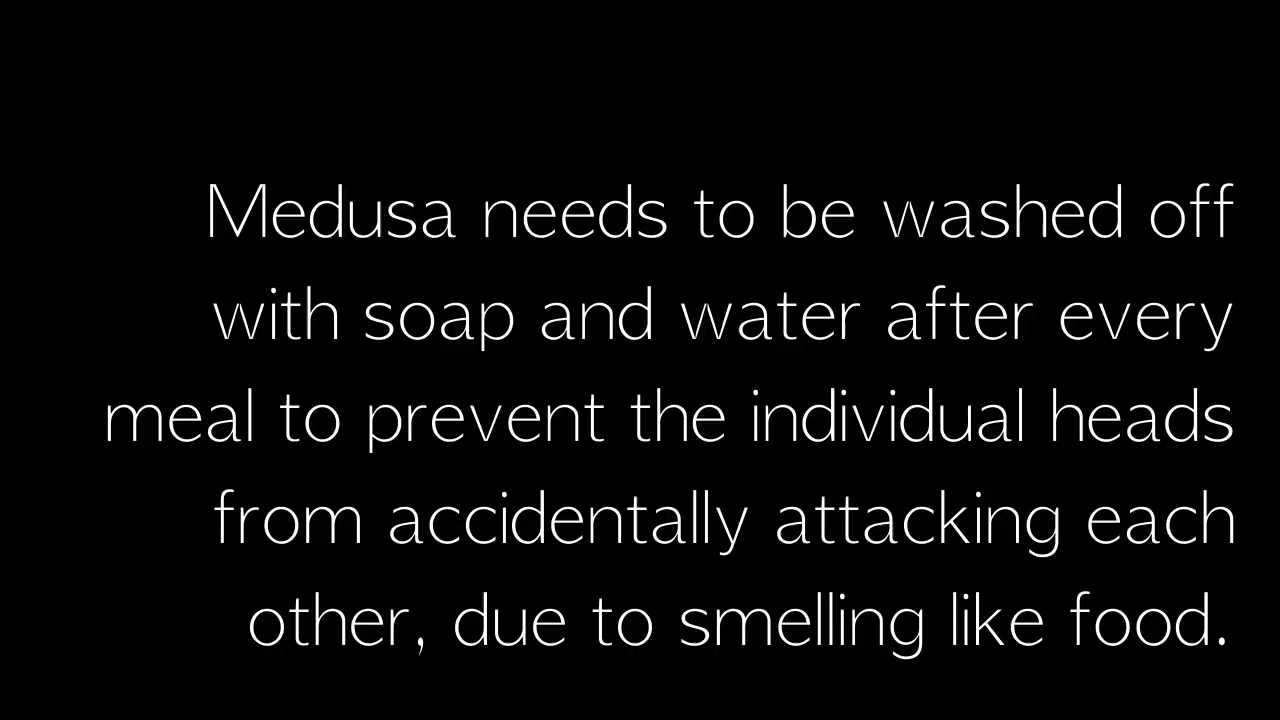 Medusa needs to be washed off
with soap and water after every
meal to prevent the individual heads
from accidentally attacking each
other, due to smelling like food.